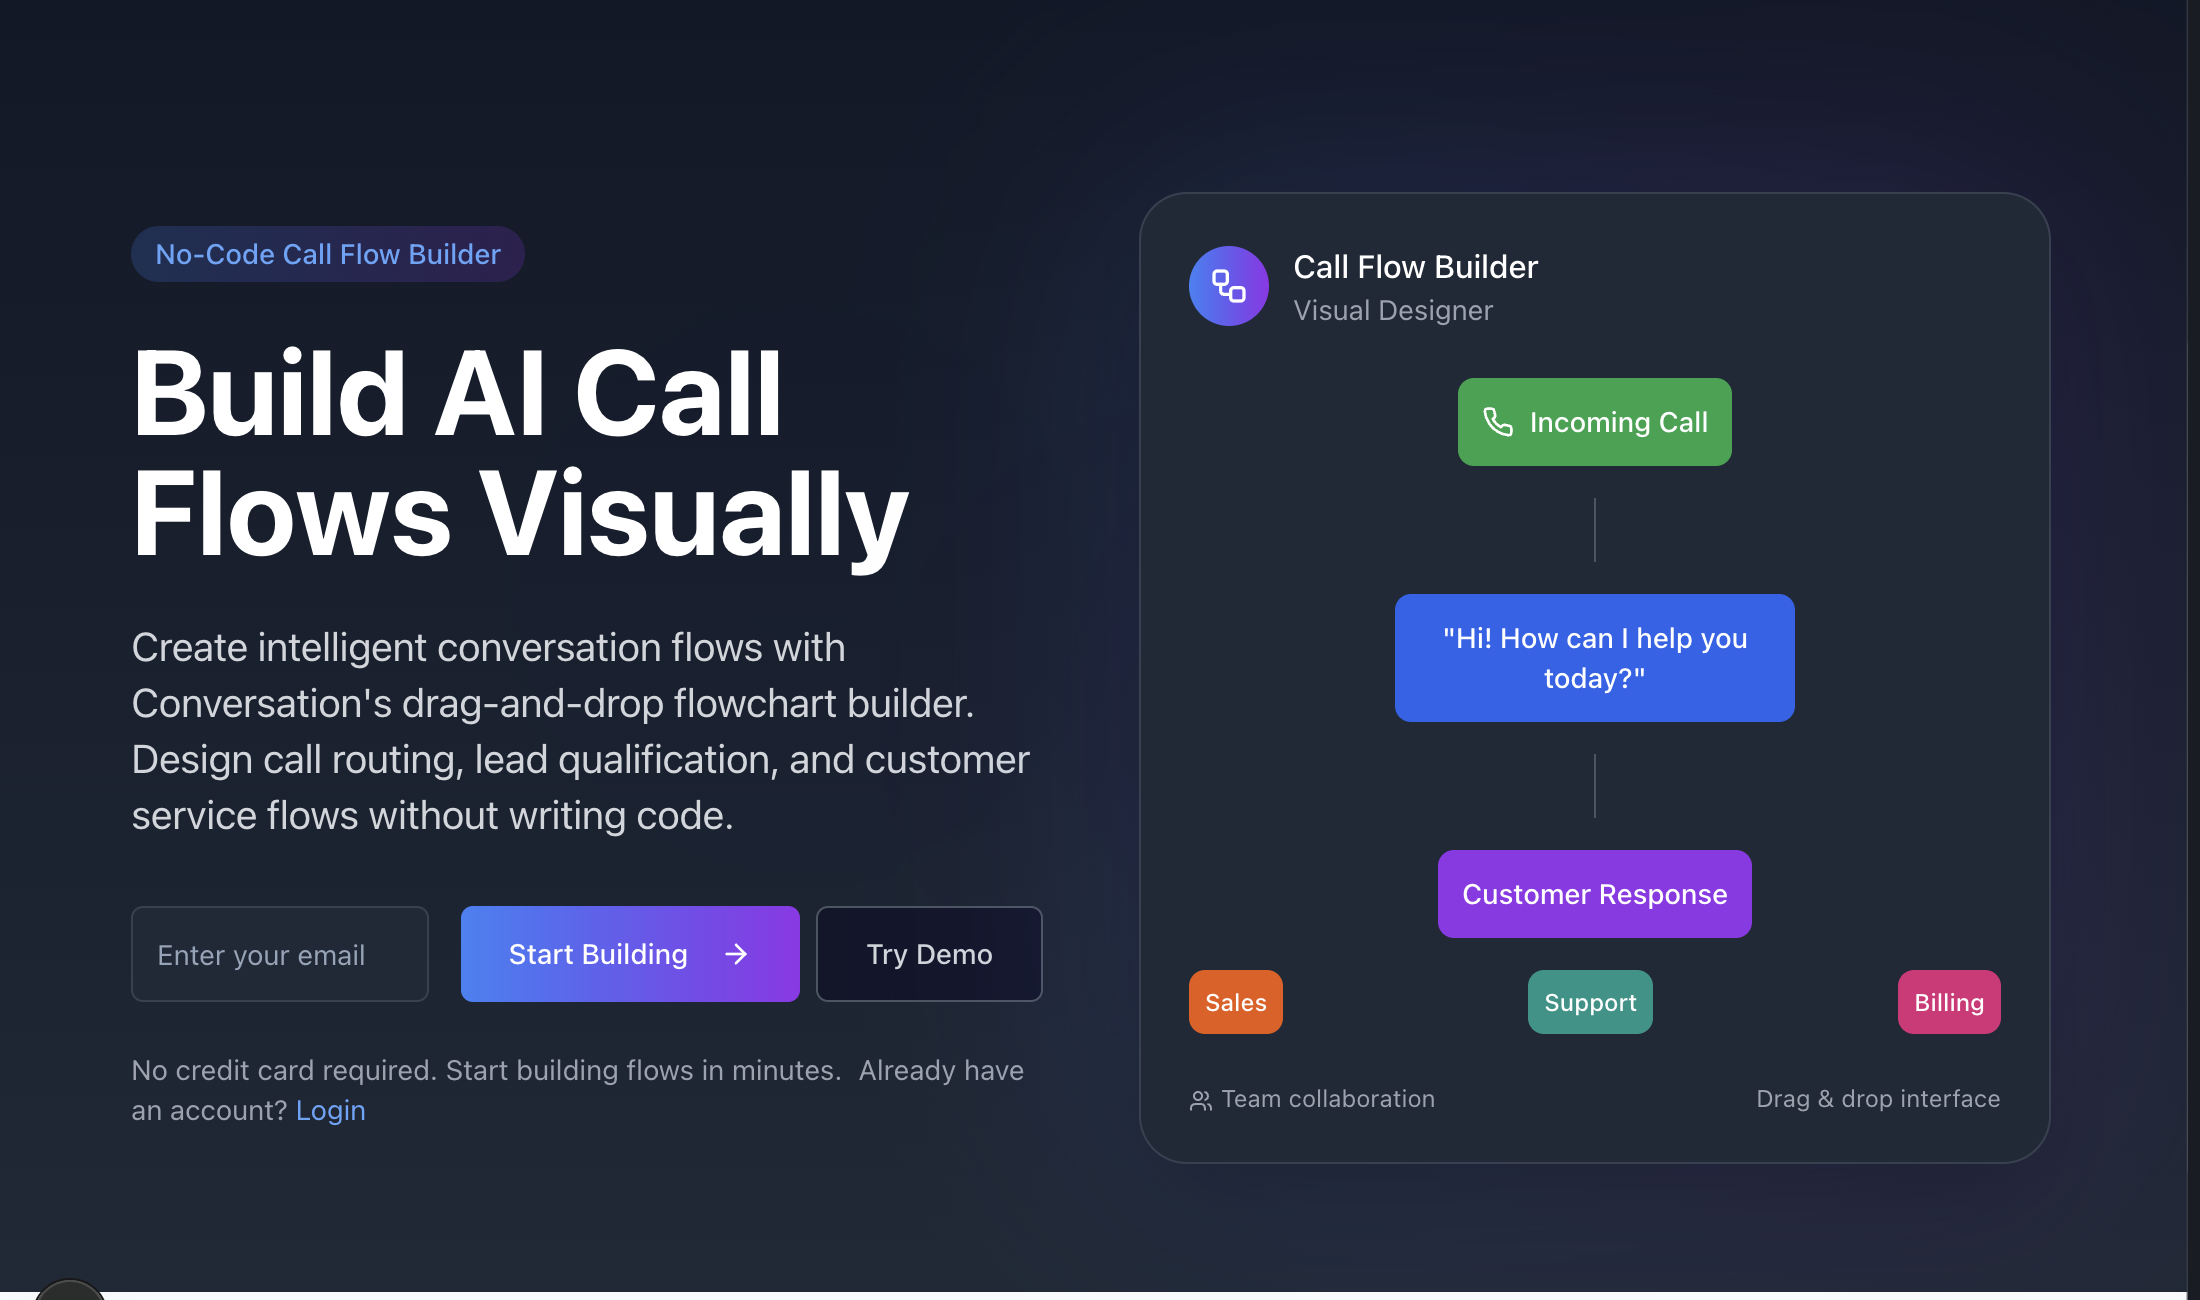 No-Code Call Flow Builder
Build AI Call
Flows Visually
Create intelligent conversation flows with
Conversation's drag-and-drop flowchart builder.
Design call routing, lead qualification, and customer
service flows without writing code.
Enter your email
Start Building
Try Demo
No credit card required. Start building flows in minutes. Already have
an account? Login
Call Flow Builder
Visual Designer
Incoming Call
"Hi! How can I help you
today?"
Customer Response
Sales
Support
Billing
Team collaboration
Drag & drop interface